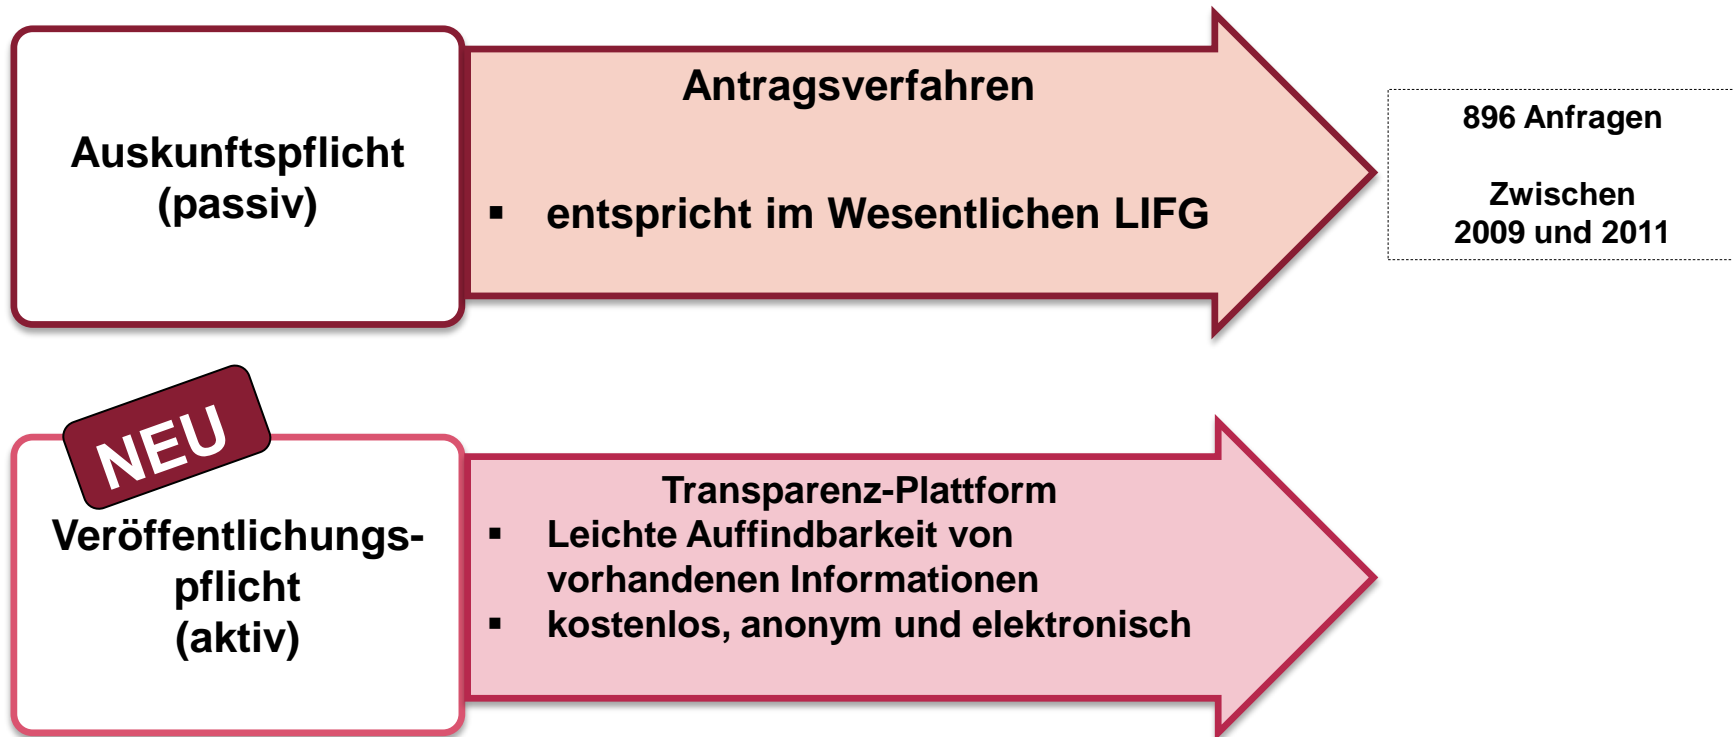 Auskunftspflicht
(passiv)
Antragsverfahren
▪ entspricht im Wesentlichen LIFG
896 Anfragen
Zwischen
2009 und 2011
NEU
Veröffentlichungs-
pflicht
(aktiv)
Transparenz-Plattform
▪ Leichte Auffindbarkeit von
vorhandenen Informationen
▪ kostenlos, anonym und elektronisch